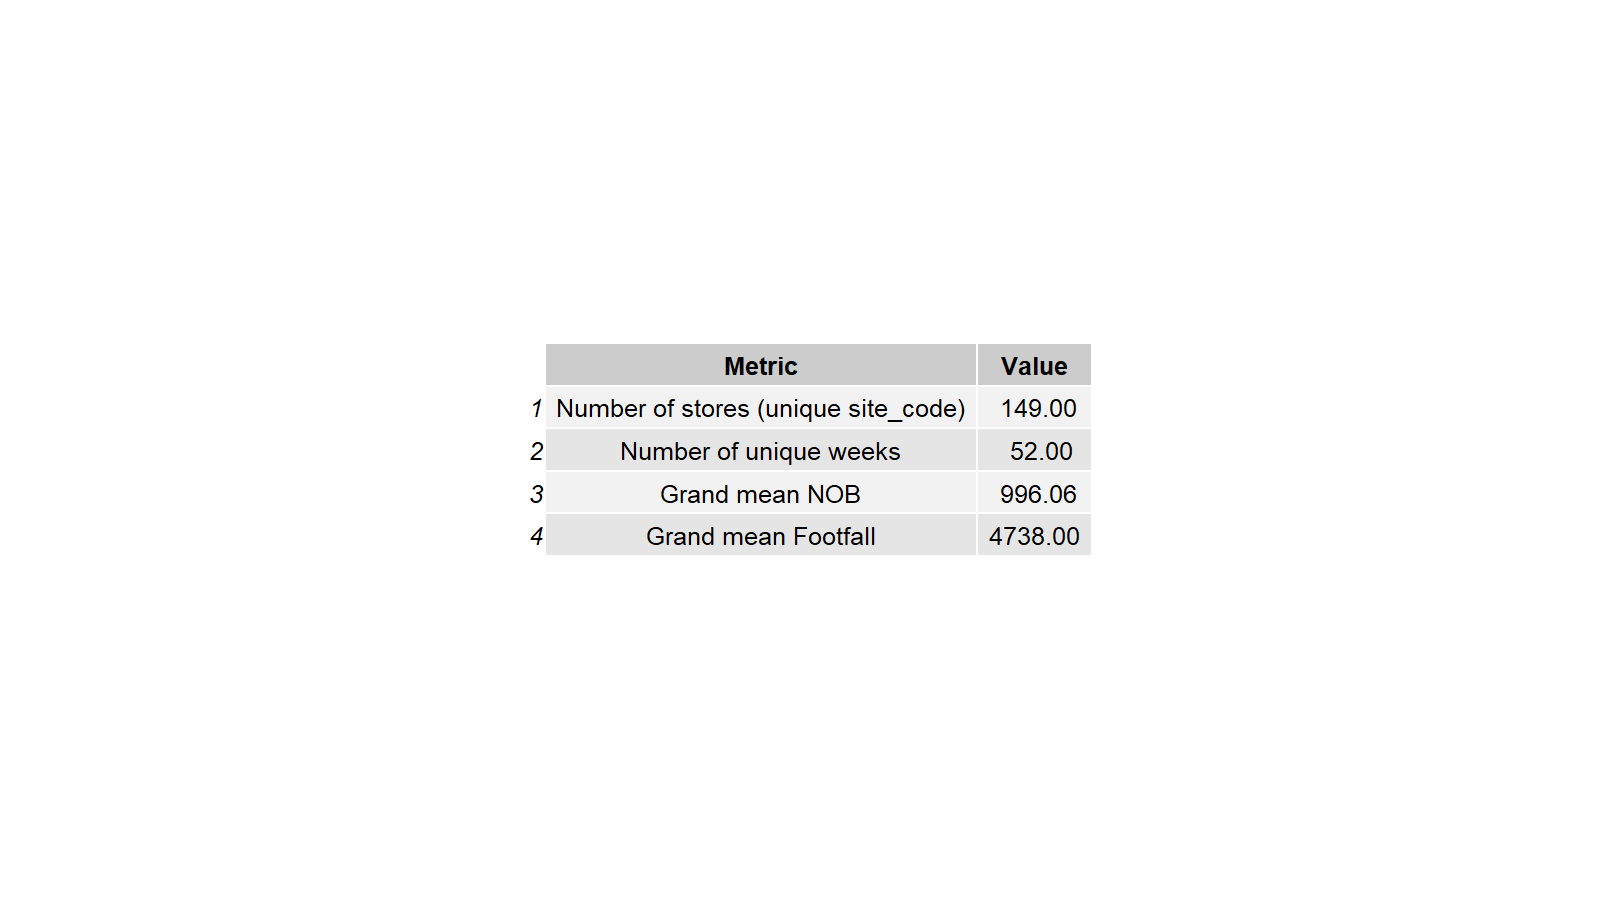 Metric Value
1 Number of stores (unique site_code) 149.00
2 Number of unique weeks 52.00
3 Grand mean NOB 996.06
4 Grand mean Footfall 4738.00